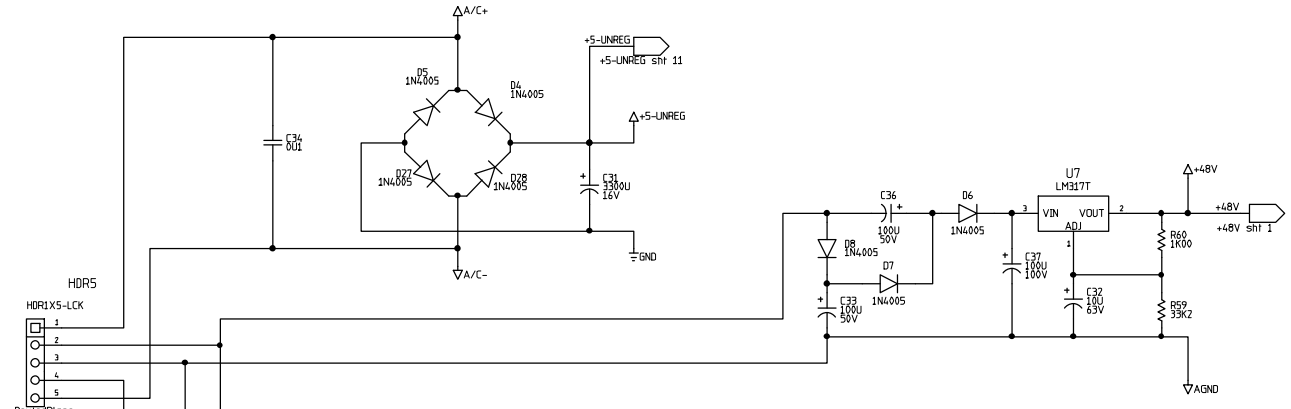 A/C+
+5-UNREG
+5-UNREG sht 11
D5
1N4005
D4
1N4005
+5-UNREG
C34
0U1
D27
1N4005
D28
1N4005
C31
3300U
16V
GND
A/C-
HDR5
HDR1X5-LCK
1
2
3
4
5
C36
100U
50V
D6
1N4005
D8
1N4005
D7
1N4005
C33
100U
50V
C37
100U
100V
U7
LM317T
3
VIN
VOUT
2
ADJ
1
C32
10U
63V
R60
1K00
R59
33K2
+48V
+48V
+48V sht 1
AGND